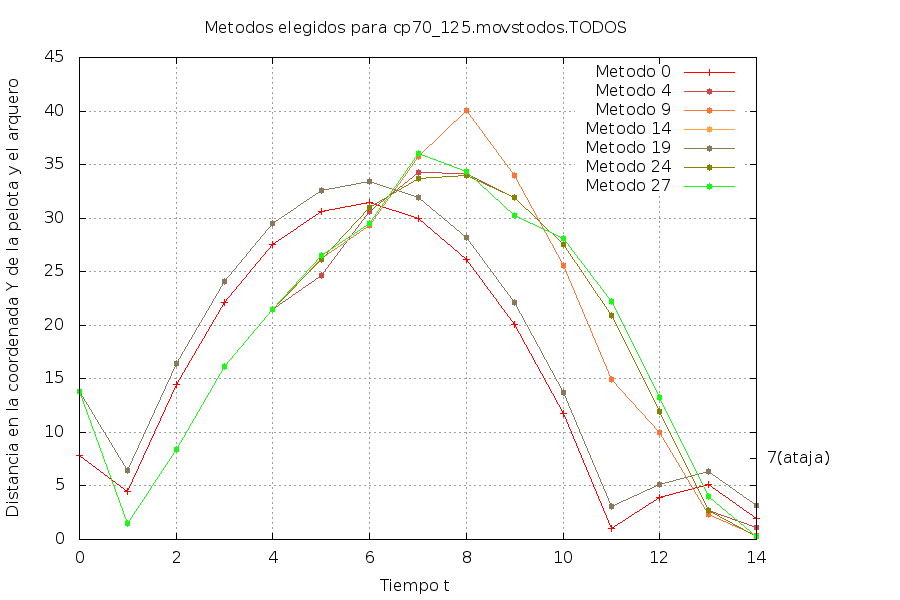 Metodos elegidos para cp70_125.movstodos.TODOS
Distancia en la coordenada Y de la pelota y el arquero
45
40
35
30
25
20
15
10
5
0
Metodo 0
Metodo 4
Metodo 9
Metodo 14
Metodo 19
Metodo 24
Metodo 27
7(ataja)
0 2 4 6 8 10 12 14
Tiempo t